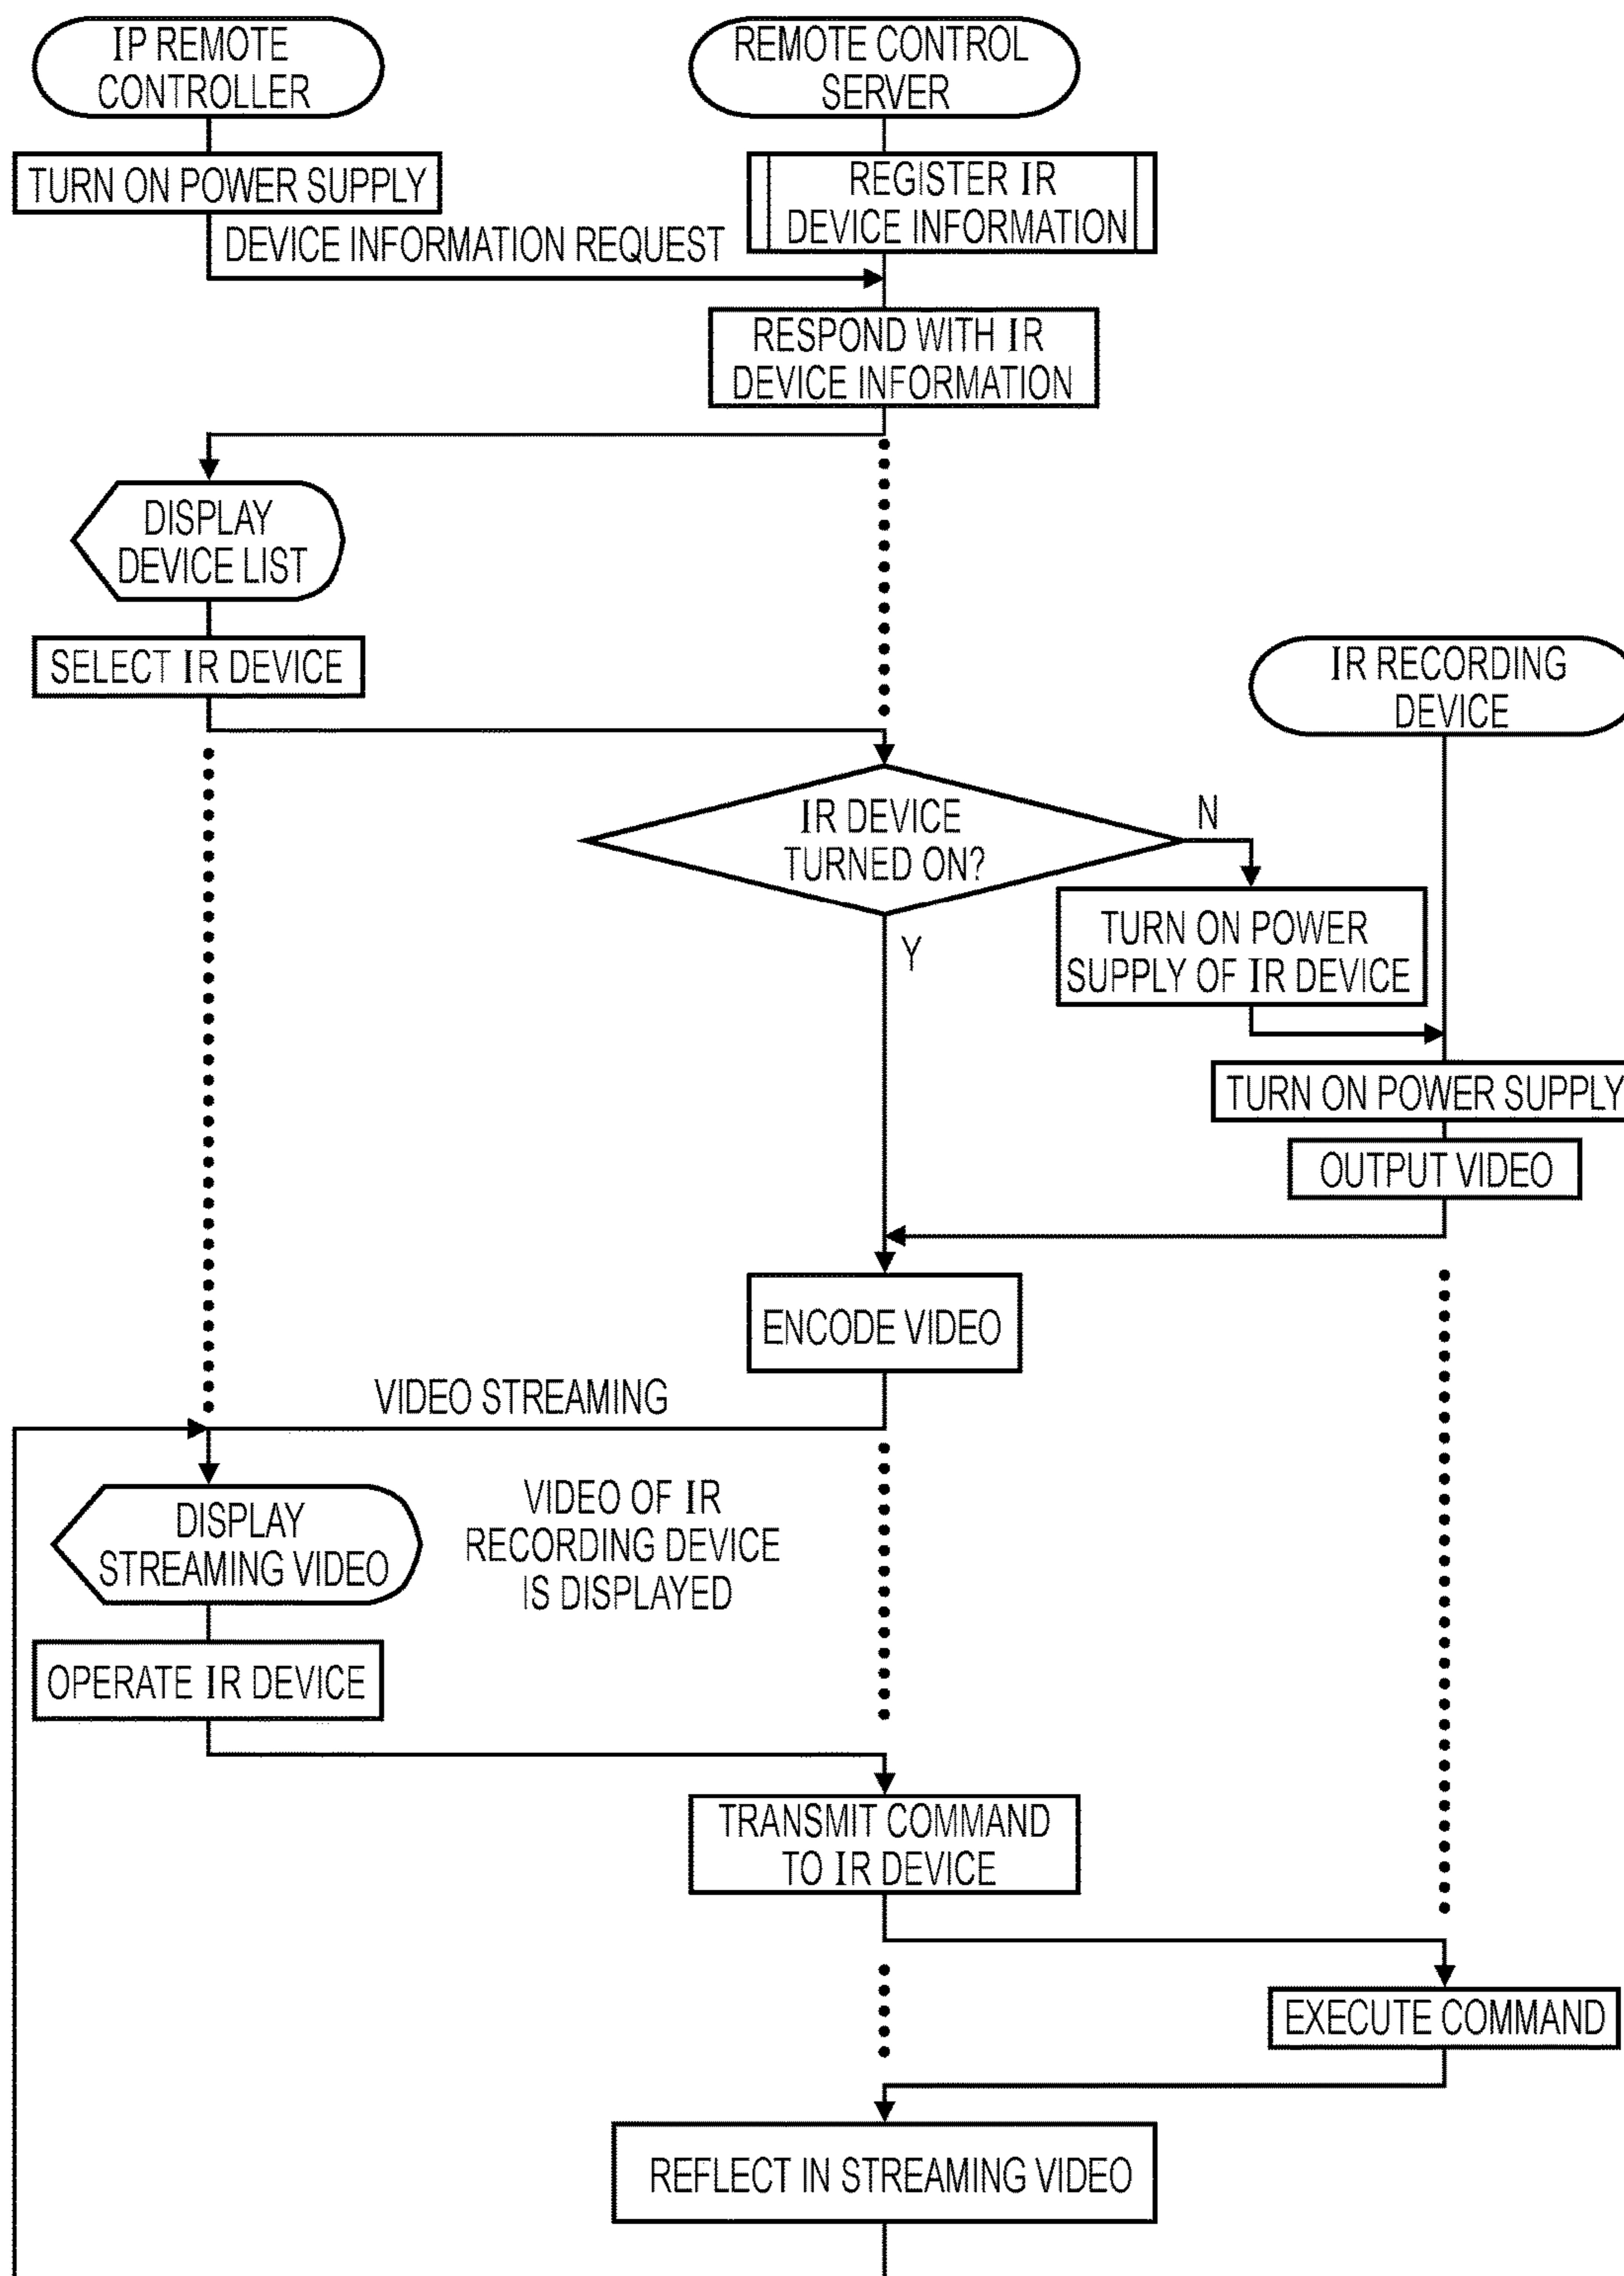 IP REMOTE
CONTROLLER
REMOTE CONTROL
SERVER
TURN ON POWER SUPPLY
REGISTER IR
DEVICE INFORMATION
DEVICE INFORMATION REQUEST
RESPOND WITH IR
DEVICE INFORMATION
DISPLAY
DEVICE LIST
SELECT IR DEVICE
IR RECORDING
DEVICE
IR DEVICE
TURNED ON?
N
Y
TURN ON POWER
SUPPLY OF IR DEVICE
TURN ON POWER SUPPLY
OUTPUT VIDEO
ENCODE VIDEO
VIDEO STREAMING
DISPLAY
STREAMING VIDEO
VIDEO OF IR
RECORDING DEVICE
IS DISPLAYED
OPERATE IR DEVICE
TRANSMIT COMMAND
TO IR DEVICE
EXECUTE COMMAND
REFLECT IN STREAMING VIDEO